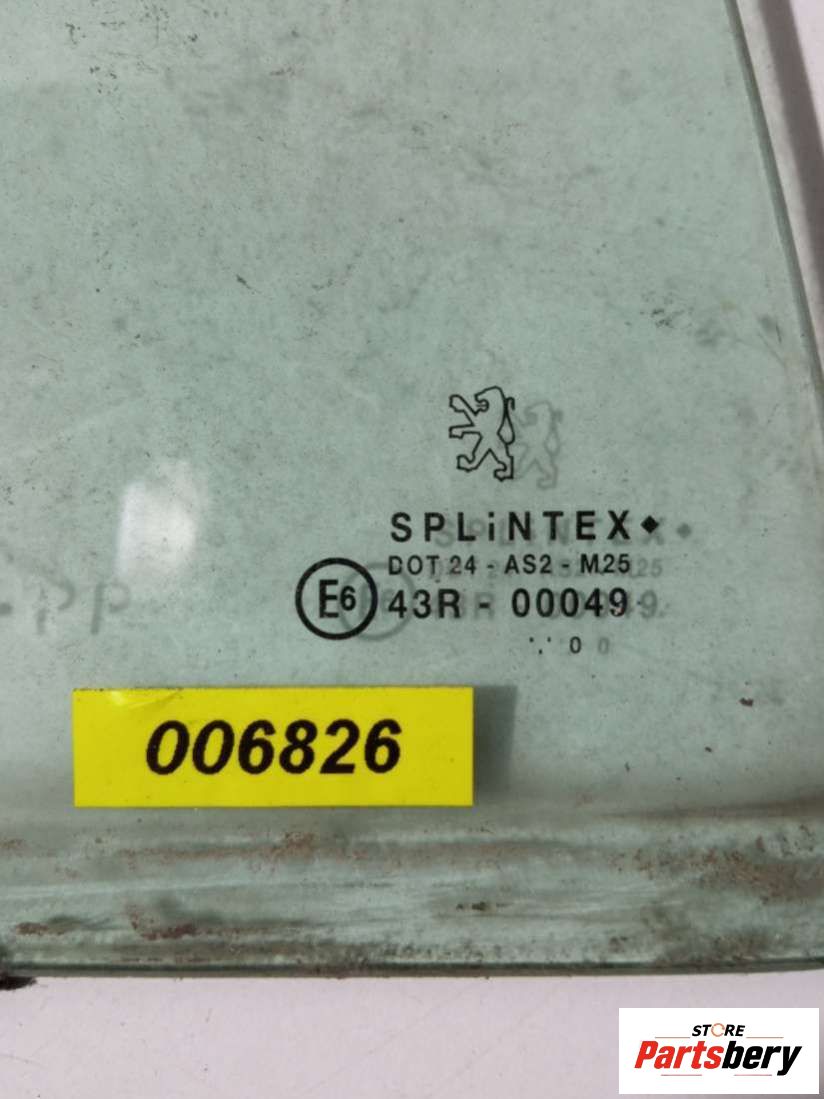 SPLiNTEX
DOT 24 - AS2 - M25
E6 43R - 00049
·.· 0
006826
STORE
Partsbery